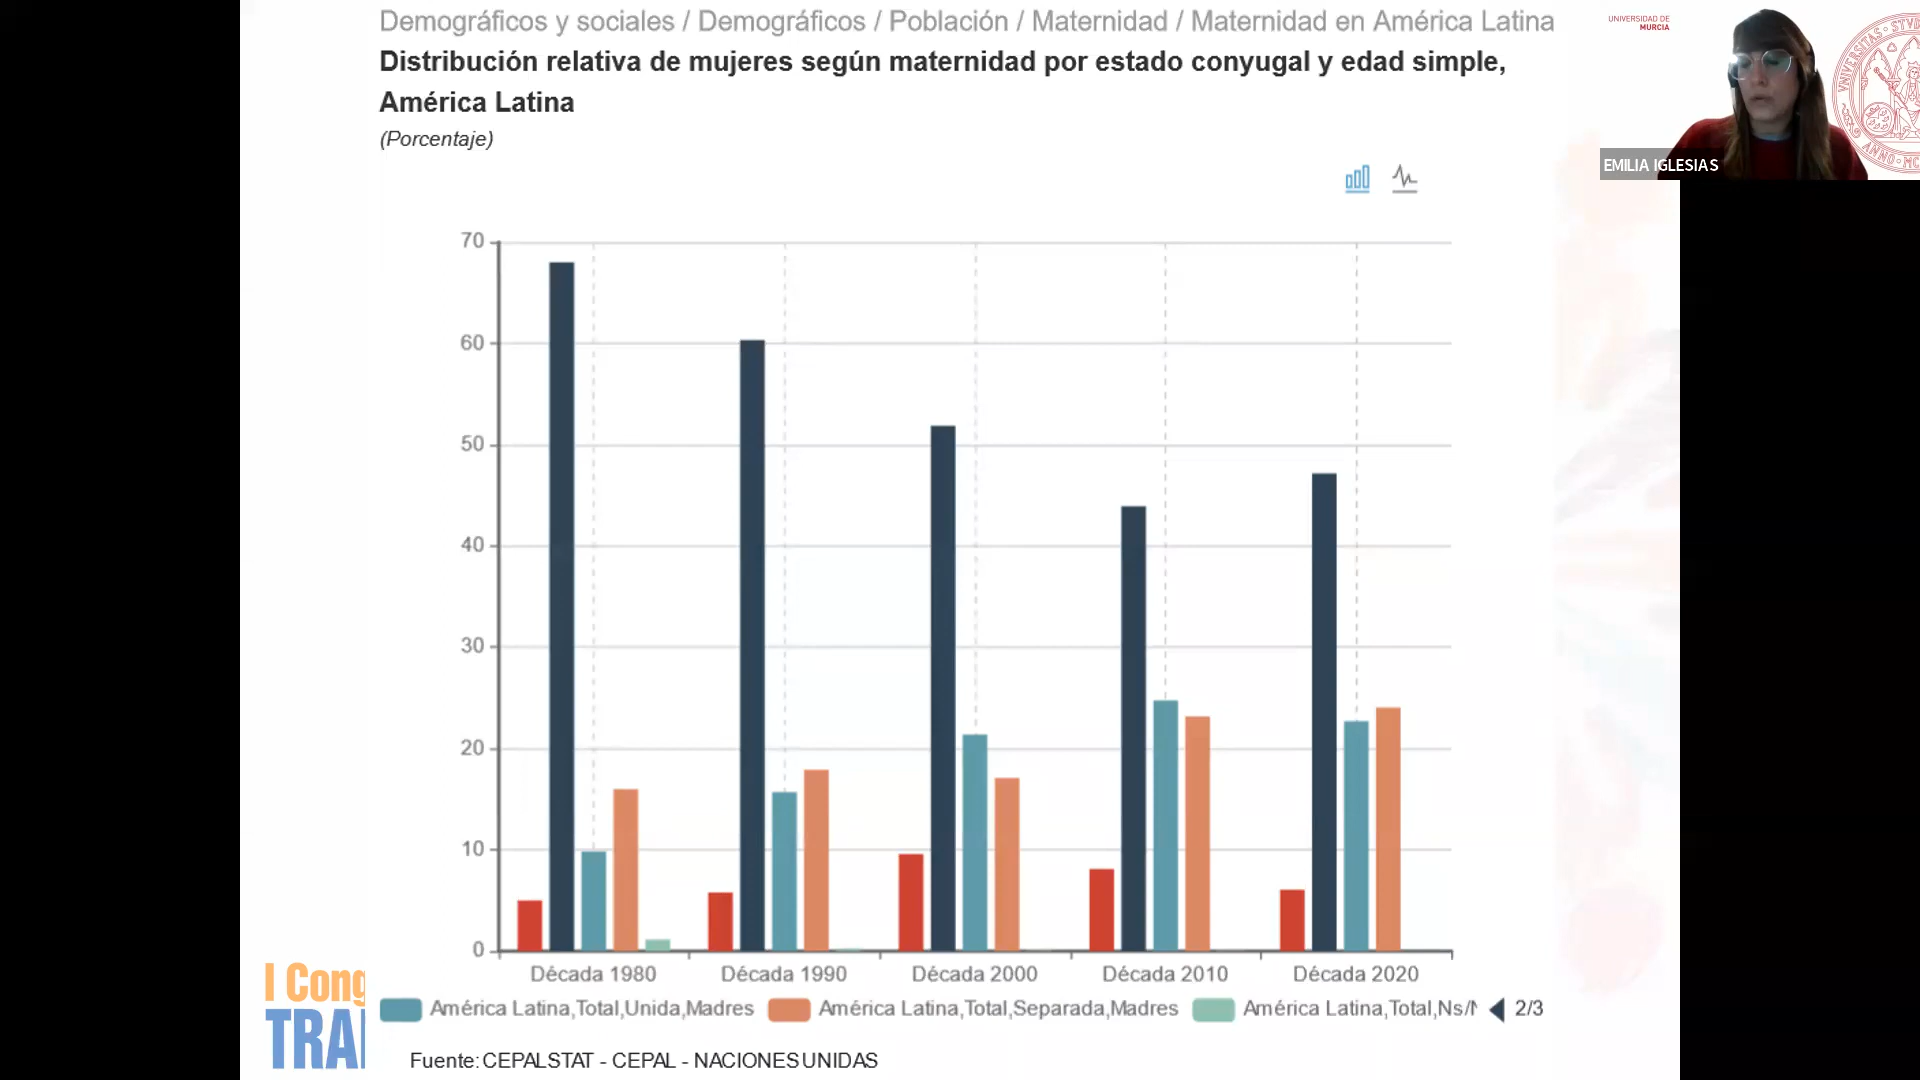 Demográficos y sociales / Demográficos / Población / Maternidad / Maternidad en América Latina
Distribución relativa de mujeres según maternidad por estado conyugal y edad simple,
América Latina
(Porcentaje)
UNIVERSIDAD DE
MURCIA
EMILIA IGLESIAS
70
60
50
40
30
20
10
0
Década 1980 Década 1990 Década 2000 Década 2010 Década 2020
América Latina,Total,Unida,Madres América Latina,Total,Separada,Madres América Latina,Total,Ns/ 2/3
I Cong
TRA
Fuente: CEPALSTAT - CEPAL - NACIONES UNIDAS